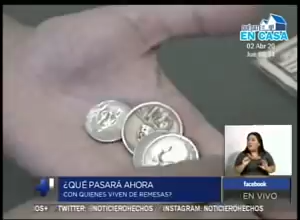 EN CASA
02 Abr 20
¿QUÉ PASARÁ AHORA
CON QUIENES VIVEN DE REMESAS?
facebook
EN VIVO
OS+ TWITTER: NOTICIEROHECHOS INSTAGRAM: NOTICIEROHECHOS